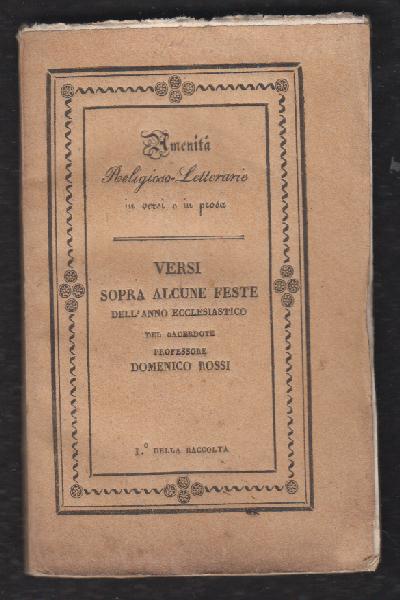 Amenità
Religioso-Letterarie
in versi e in prosa
VERSI
SOPRA ALCUNE FESTE
DELL'ANNO ECCLESIASTICO
DEL SACERDOTE
PROFESSORE
DOMENICO ROSSI
1.° DELLA RACCOLTA